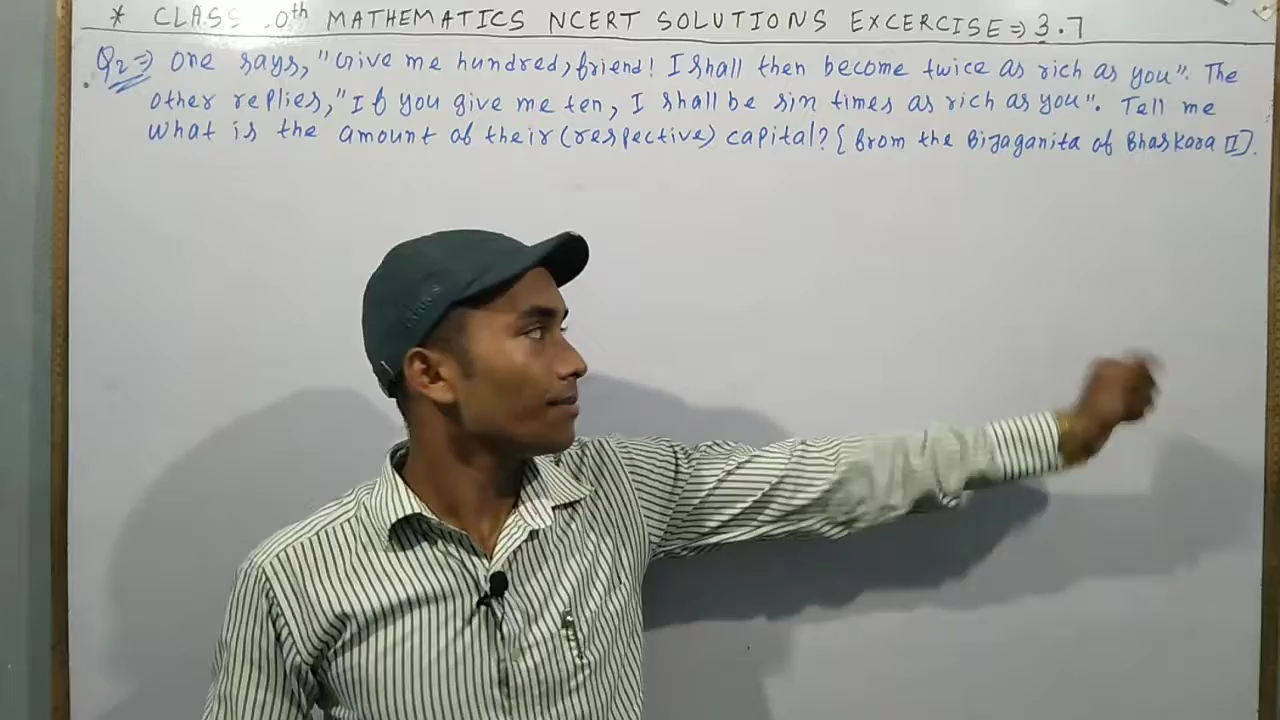 * CLASS 10th MATHEMATICS NCERT SOLUTIONS EXCERCISE ⇒ 3.7
Q2 ⇒ One says, "Give me hundred, friend! I shall then become twice as rich as you". The
other replies, "If you give me ten, I shall be six times as rich as you". Tell me
what is the amount of their (respective) capital? { from the Bijaganita of Bhaskara II].